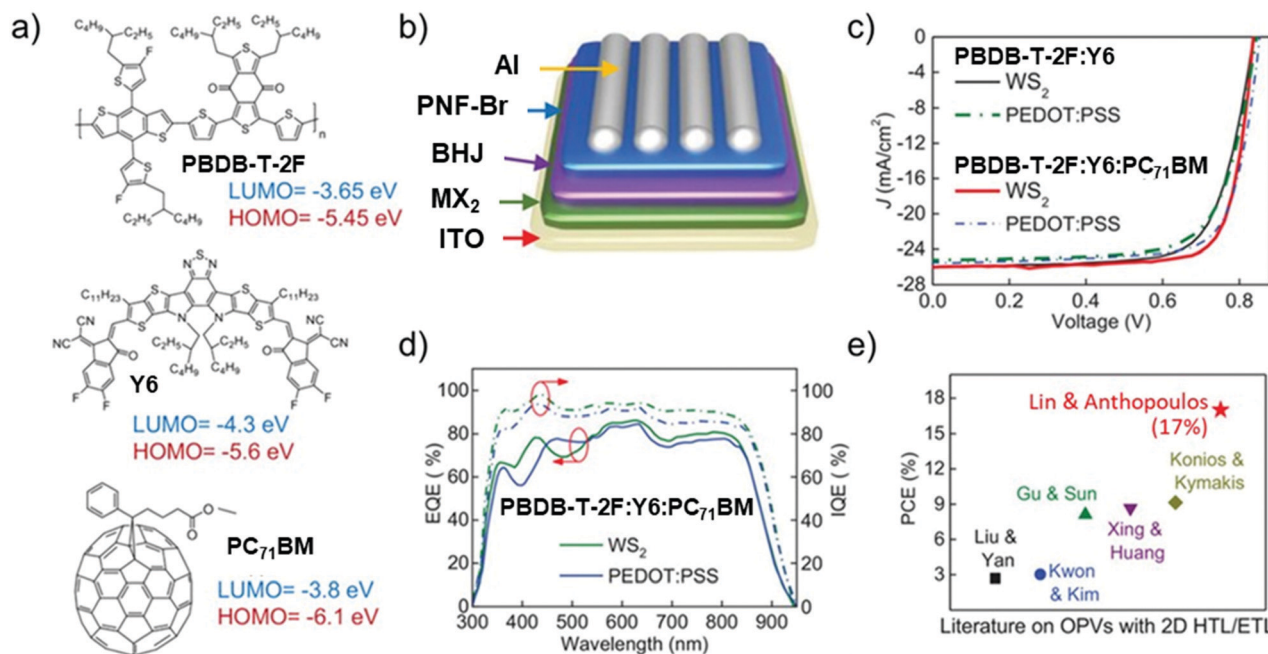 a)
C₄H₉
C₂H₅
F
S
C₄H₉
C₂H₅
C₂H₅
C₄H₉
O
O
S
S
S
S
S
S
n
PBDB-T-2F
S
F
C₂H₅
C₄H₉
LUMO= -3.65 eV
HOMO= -5.45 eV
S
N
N
C₁₁H₂₃
C₁₁H₂₃
S
S
S
S
N
N
CN
NC
CN
CN
O
O
C₂H₅
C₂H₅
C₄H₉
C₄H₉
F
F
F
F
Y6
LUMO= -4.3 eV
HOMO= -5.6 eV
O
O
PC₇₁BM
LUMO= -3.8 eV
HOMO= -6.1 eV
b)
Al
PNF-Br
BHJ
MX₂
ITO
c)
PBDB-T-2F:Y6
WS₂
PEDOT:PSS
PBDB-T-2F:Y6:PC₇₁BM
WS₂
PEDOT:PSS
J (mA/cm²)
0
-4
-8
-12
-16
-20
-24
-28
0.0 0.2 0.4 0.6 0.8
Voltage (V)
d)
EQE ( %)
100
80
60
40
20
0
IQE ( %)
100
80
60
40
20
0
PBDB-T-2F:Y6:PC₇₁BM
WS₂
PEDOT:PSS
300 400 500 600 700 800 900
Wavelength (nm)
e)
PCE (%)
18
15
12
9
6
3
Lin & Anthopoulos
(17%)
Konios &
Kymakis
Gu & Sun
Xing &
Huang
Liu &
Yan
Kwon
& Kim
Literature on OPVs with 2D HTL/ETL